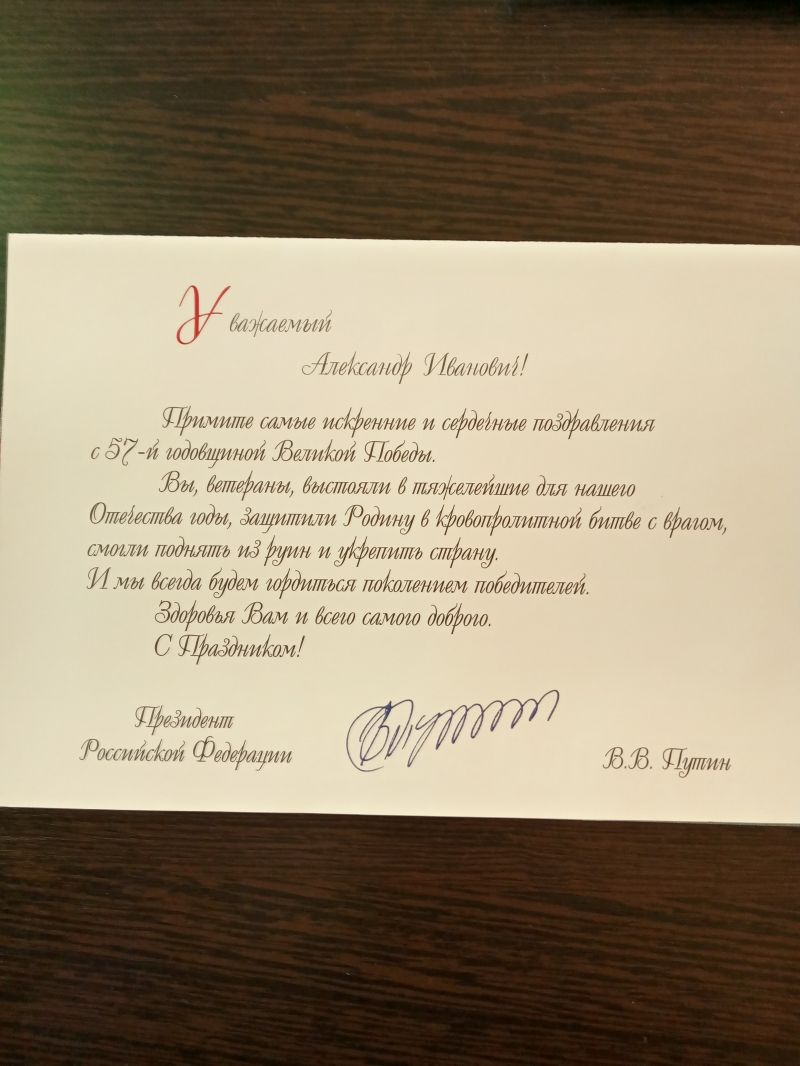 Уважаемый
Александр Иванович!
Примите самые искренние и сердечные поздравления
с 57-й годовщиной Великой Победы.
Вы, ветераны, выстояли в тяжелейшие для нашего
Отечества годы, защитили Родину в кровопролитной битве с врагом,
смогли поднять из руин и укрепить страну.
И мы всегда будем гордиться поколением победителей.
Здоровья Вам и всего самого доброго.
С Праздником!
Президент
Российской Федерации
В.В. Путин